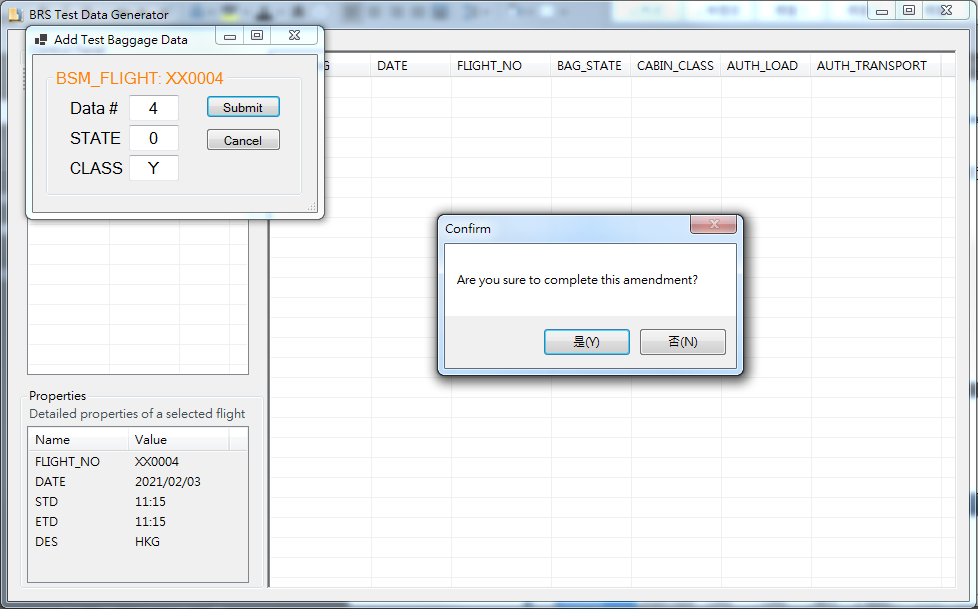 BRS Test Data Generator
Add Test Baggage Data
BSM_FLIGHT: XX0004
Data # 4 Submit
STATE 0 Cancel
CLASS Y
G DATE FLIGHT_NO BAG_STATE CABIN_CLASS AUTH_LOAD AUTH_TRANSPORT
Confirm
Are you sure to complete this amendment?
是(Y) 否(N)
Properties
Detailed properties of a selected flight
Name Value
FLIGHT_NO XX0004
DATE 2021/02/03
STD 11:15
ETD 11:15
DES HKG